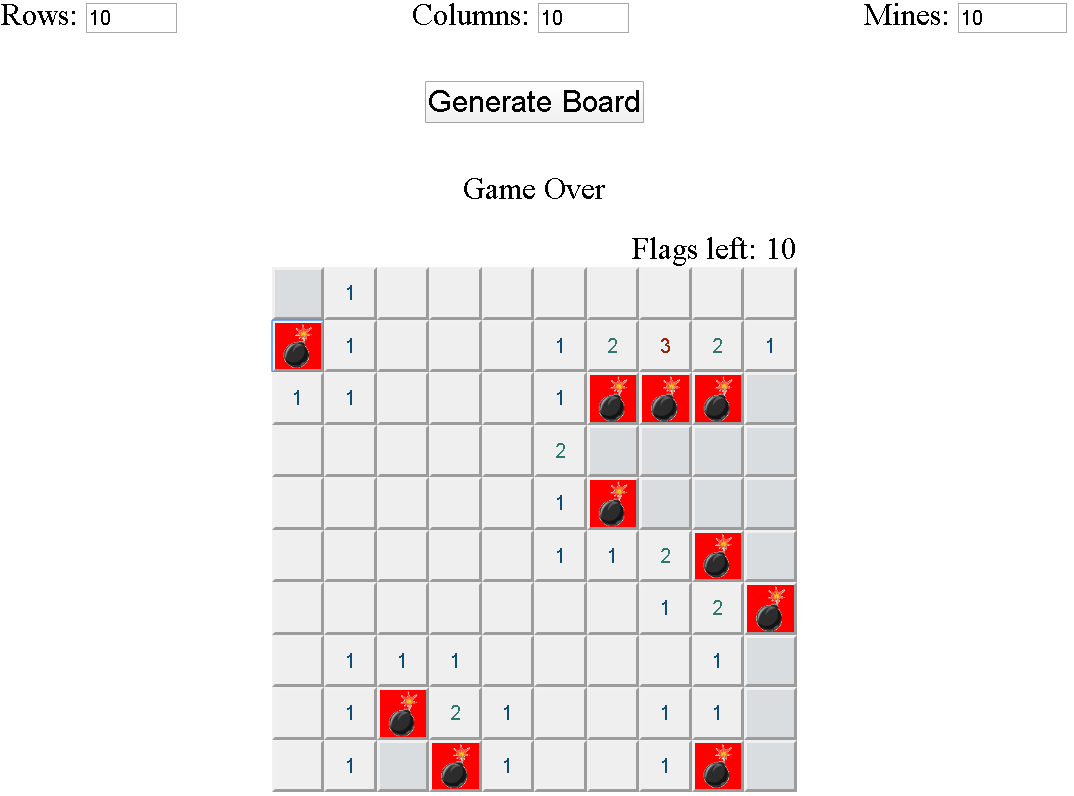 Rows: 10 Columns: 10 Mines: 10
Generate Board
Game Over
Flags left: 10
1
1 1 2 3 2 1
1 1 1
2
1
1 1 2
1 2
1 1 1 1
1 2 1 1 1
1 1 1